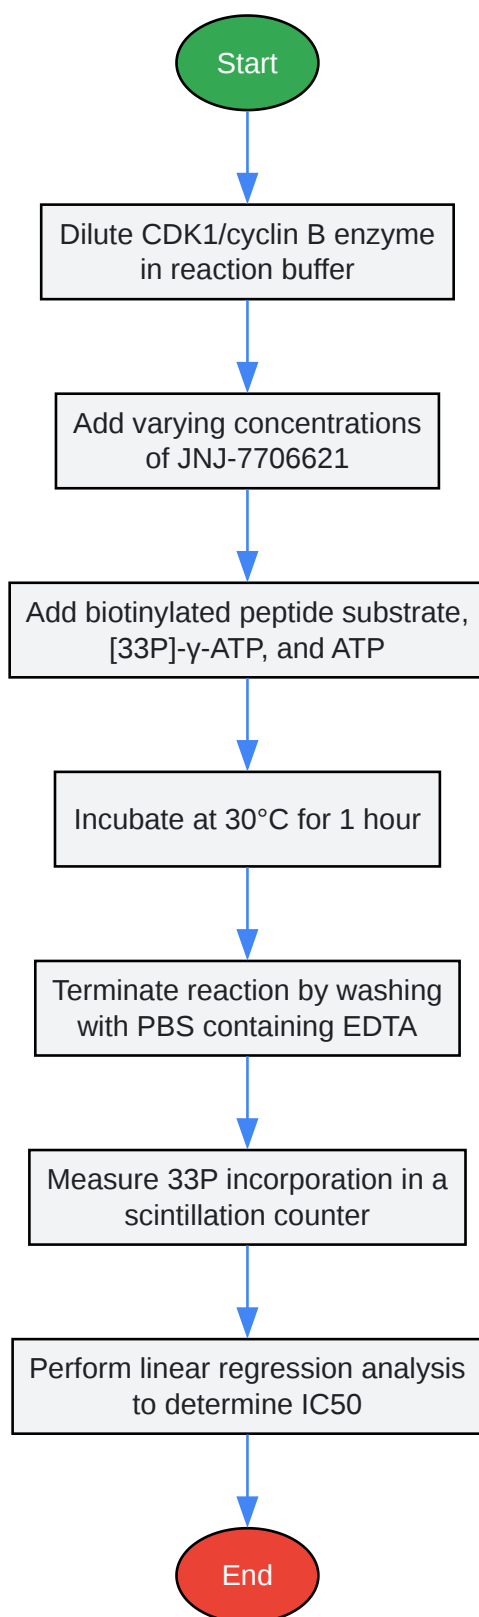 Start
Dilute CDK1/cyclin B enzyme
in reaction buffer
Add varying concentrations
of JNJ-7706621
Add biotinylated peptide substrate,
[33P]-γ-ATP, and ATP
Incubate at 30°C for 1 hour
Terminate reaction by washing
with PBS containing EDTA
Measure 33P incorporation in a
scintillation counter
Perform linear regression analysis
to determine IC50
End